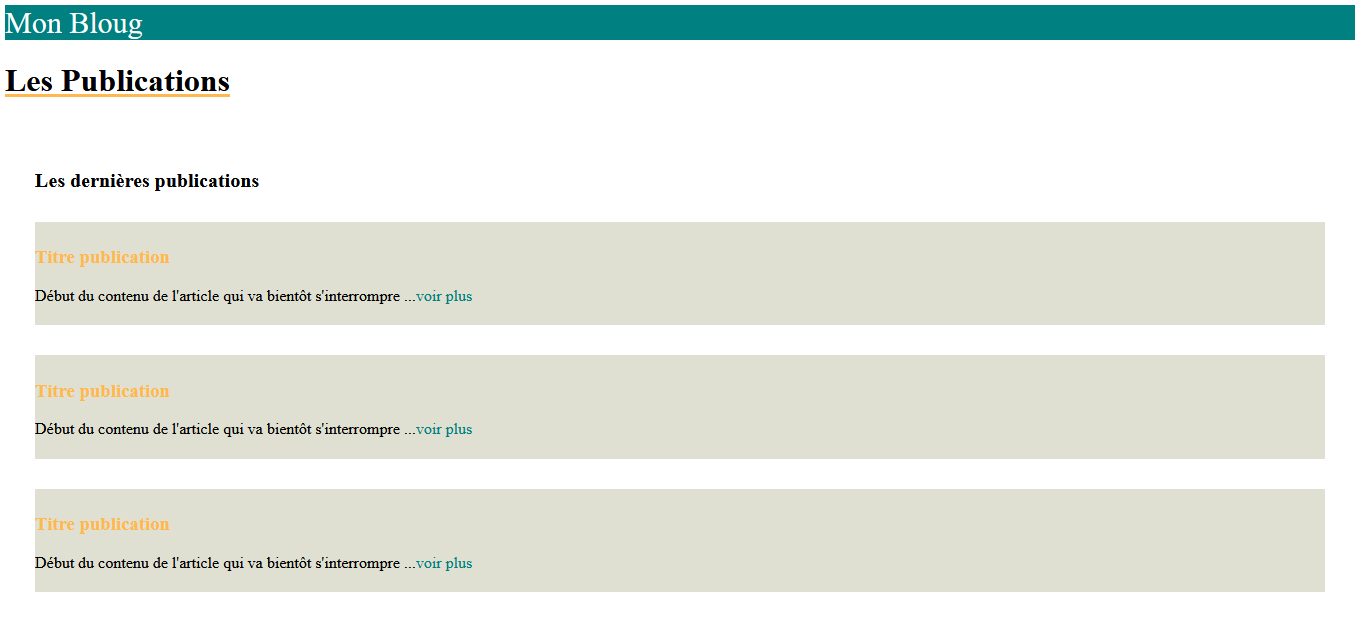 Mon Bloug
Les Publications
Les dernières publications
Titre publication
Début du contenu de l'article qui va bientôt s'interrompre ...voir plus
Titre publication
Début du contenu de l'article qui va bientôt s'interrompre ...voir plus
Titre publication
Début du contenu de l'article qui va bientôt s'interrompre ...voir plus